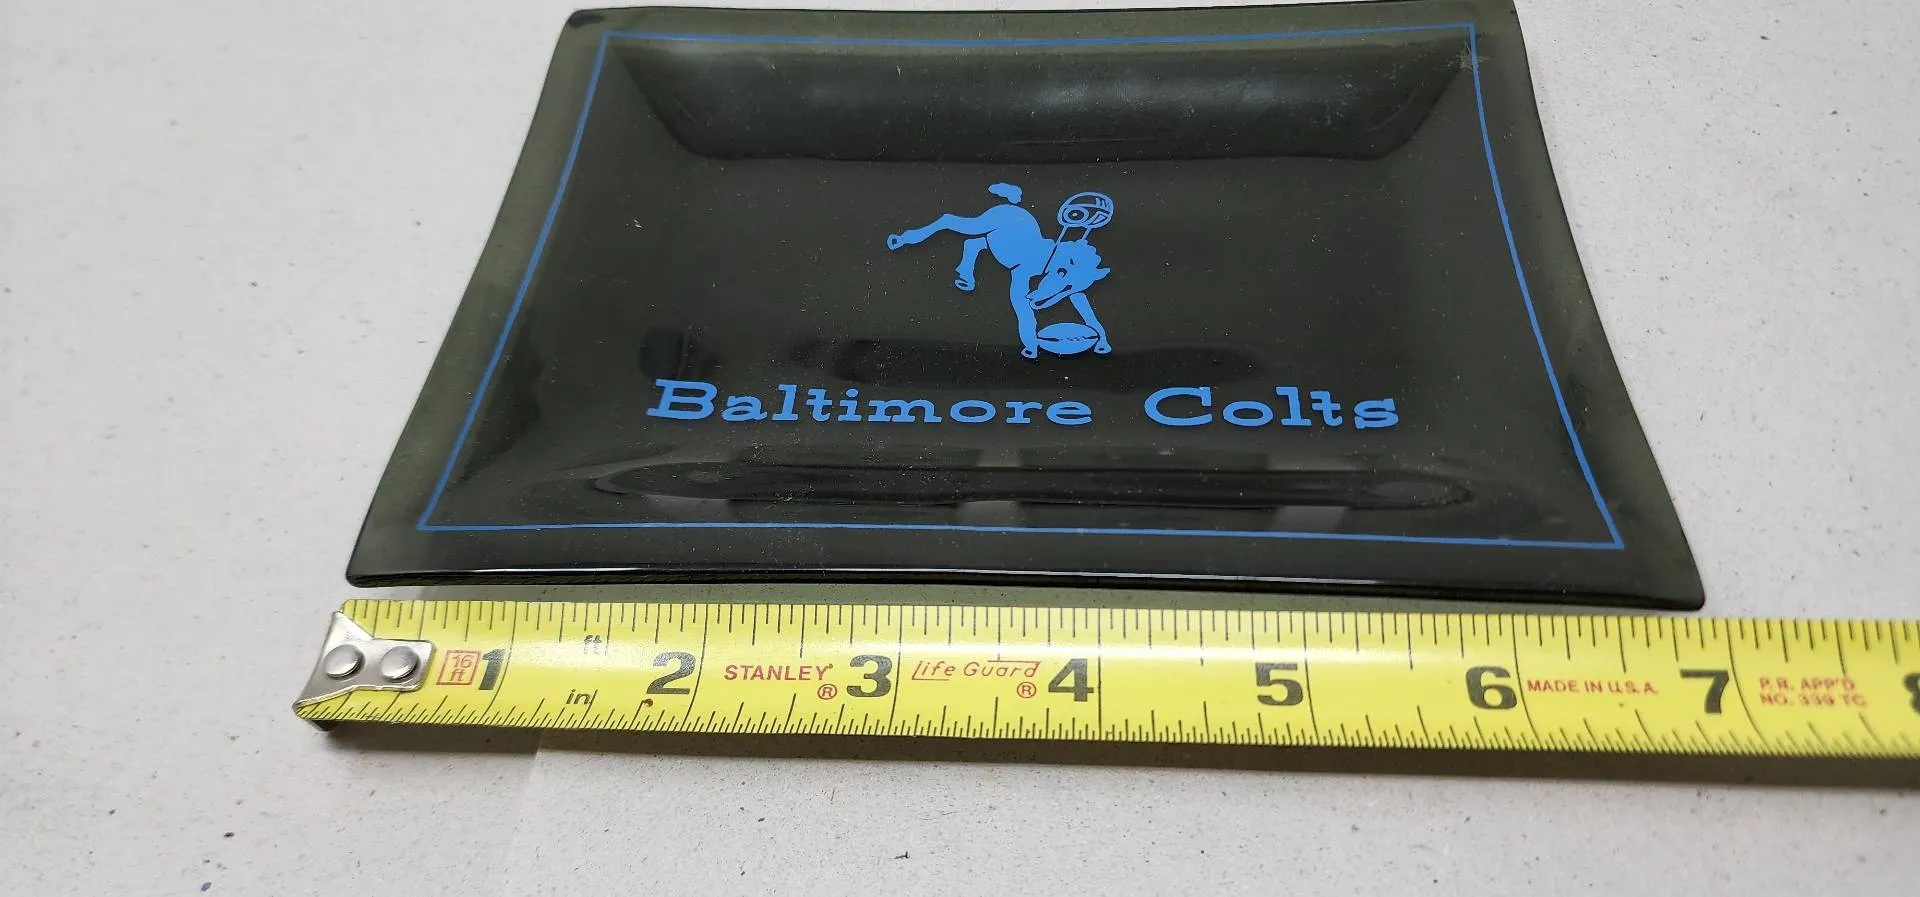 Baltimore Colts
ft
16 ft 1 2 STANLEY® 3 Life Guard® 4 5 6 MADE IN U.S.A. 7 P.R. APP'D 8
in NO. 339 TC